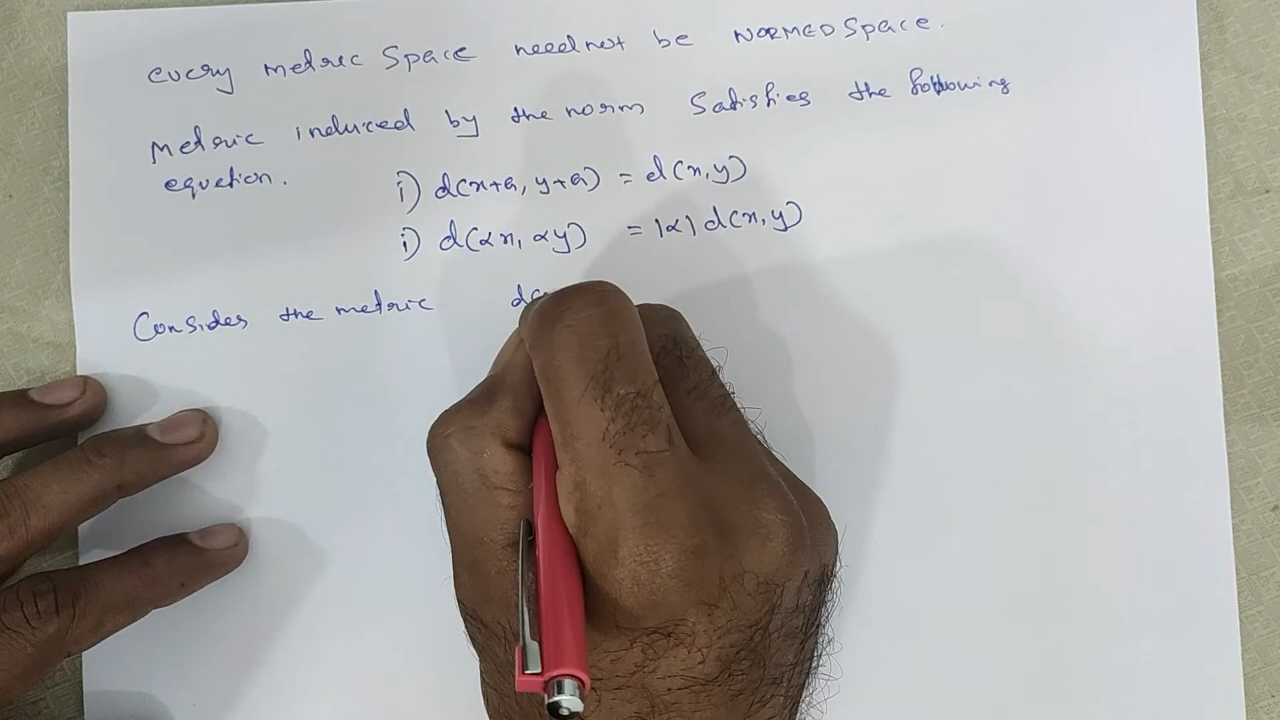 every metric Space need not be NORMED Space.
Metric induced by the norm Satisfies the following
equation.
i) d(x+a, y+a) = d(x,y)
i) d(αx, αy) = |α| d(x,y)
Consider the metric d(